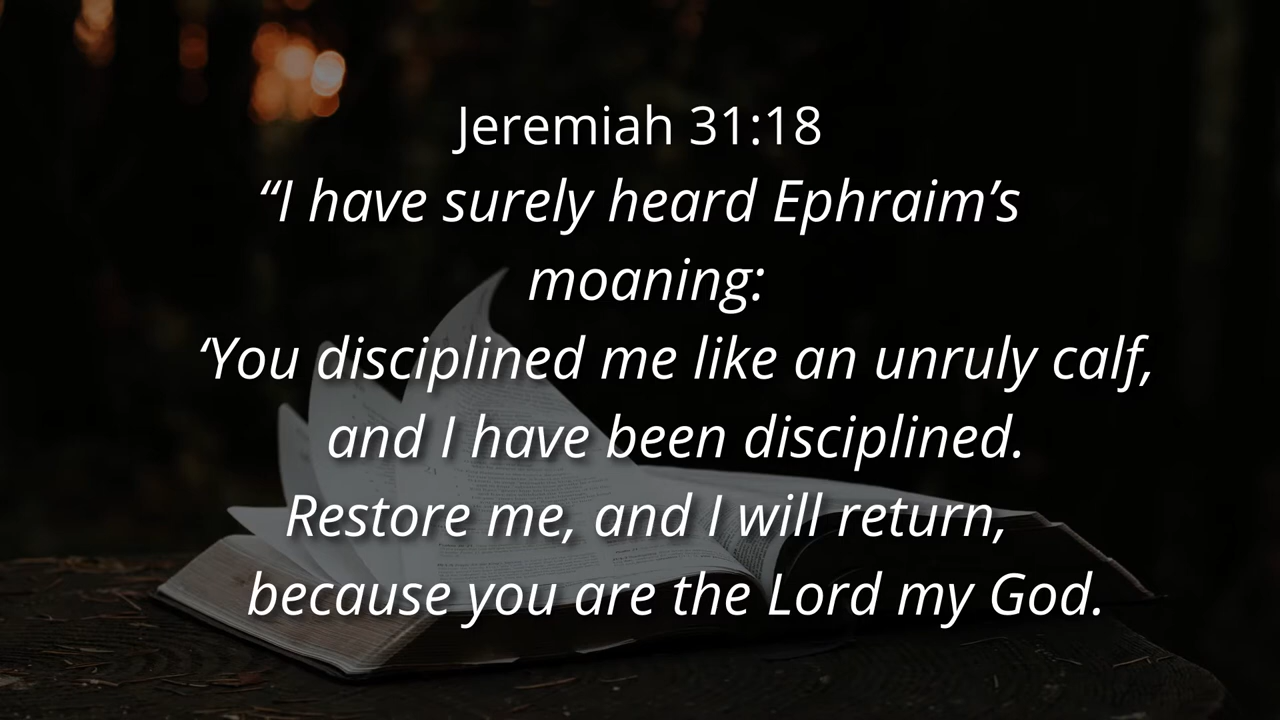 Jeremiah 31:18
“I have surely heard Ephraim’s
moaning:
‘You disciplined me like an unruly calf,
and I have been disciplined.
Restore me, and I will return,
because you are the Lord my God.